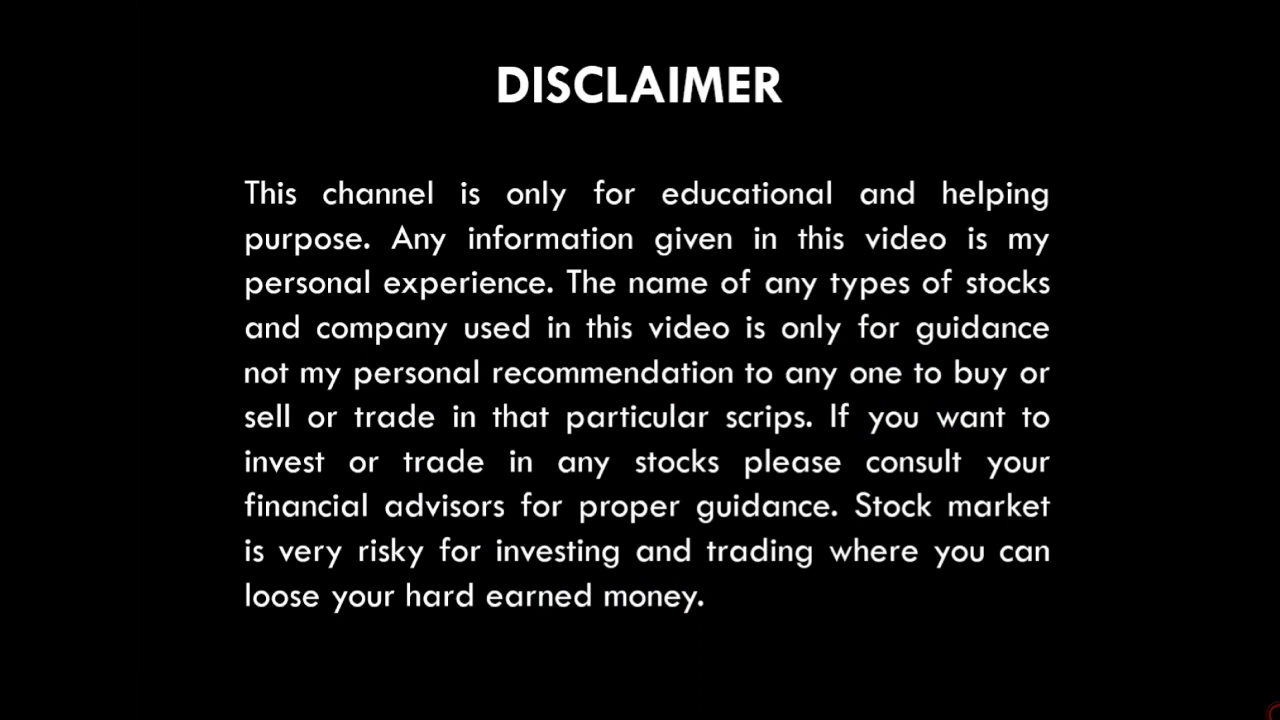 DISCLAIMER
This channel is only for educational and helping
purpose. Any information given in this video is my
personal experience. The name of any types of stocks
and company used in this video is only for guidance
not my personal recommendation to any one to buy or
sell or trade in that particular scrips. If you want to
invest or trade in any stocks please consult your
financial advisors for proper guidance. Stock market
is very risky for investing and trading where you can
loose your hard earned money.